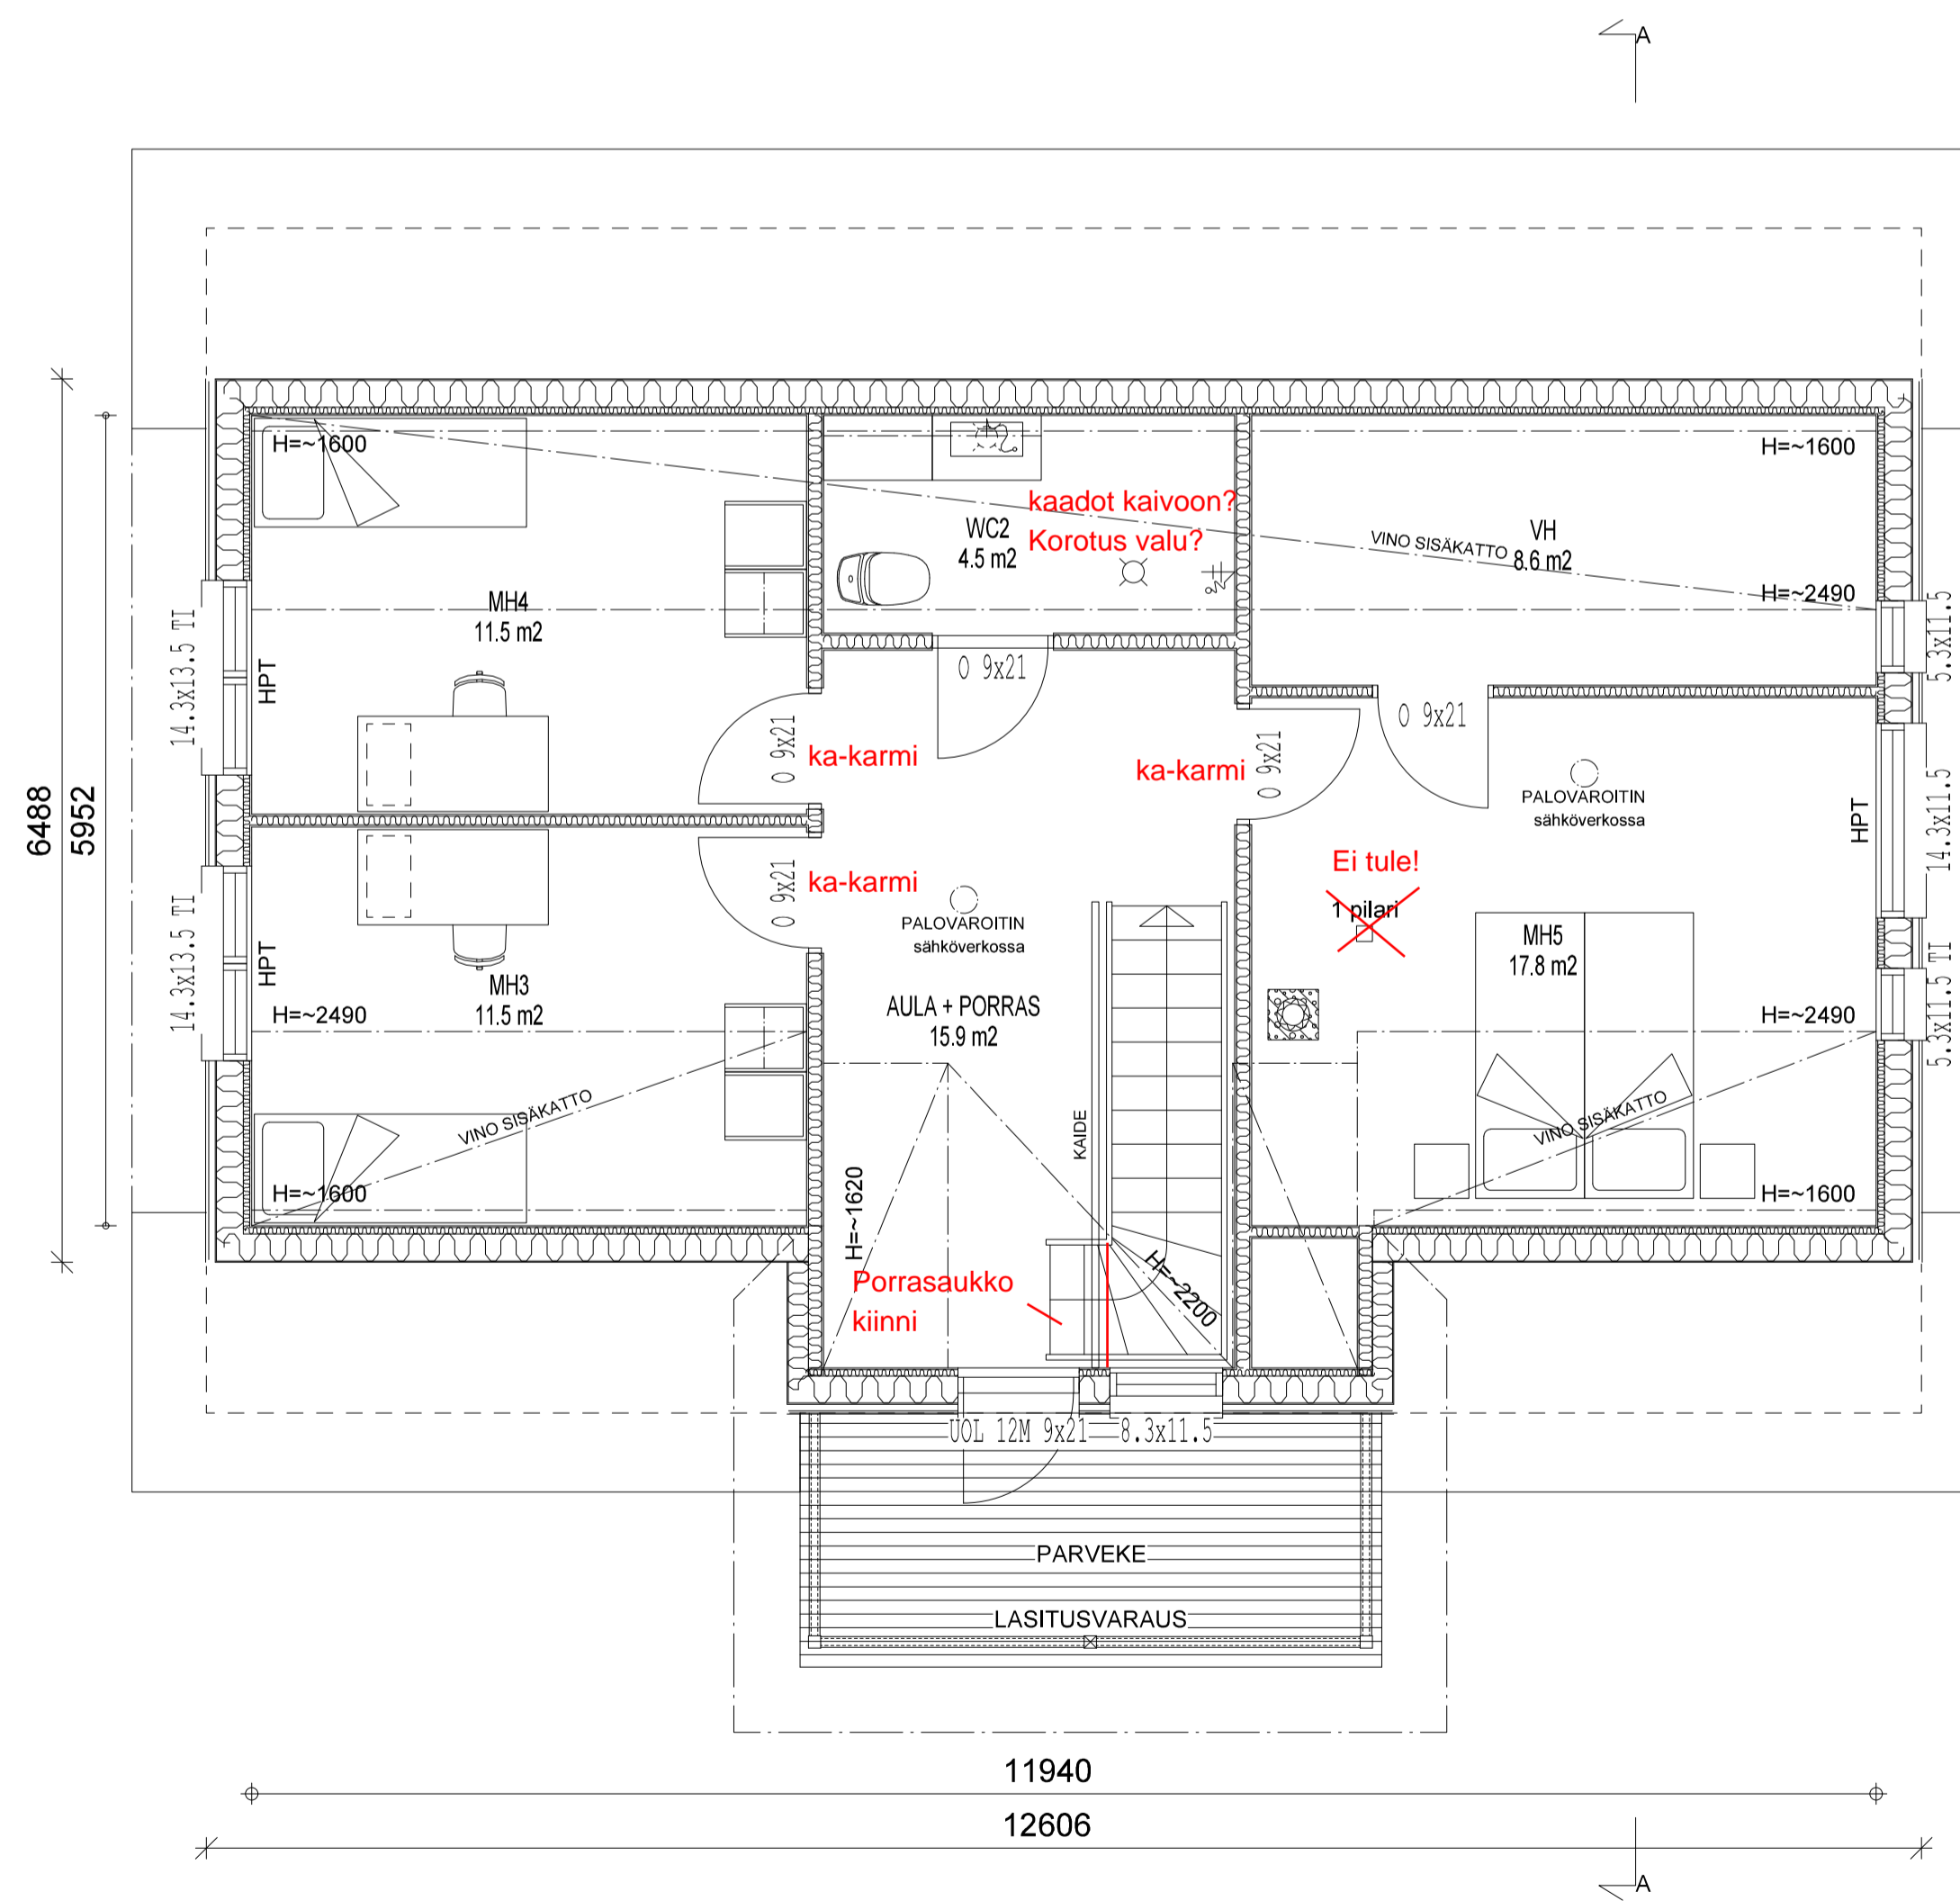 A
H=~1600
H=~1600
kaadot kaivoon?
Korotus valu?
WC2
4.5 m2
VH
8.6 m2
VINO SISÄKATTO
H=~2490
MH4
11.5 m2
14.3x13.5 TI
HPT
5.3x11.5
O 9x21
O 9x21
O 9x21
ka-karmi
ka-karmi
O 9x21
PALOVAROITIN
sähköverkossa
HPT
14.3x11.5
6488
5952
Ei tule!
1 pilari
O 9x21
ka-karmi
PALOVAROITIN
sähköverkossa
MH5
17.8 m2
14.3x13.5 TI
HPT
MH3
11.5 m2
H=~2490
AULA + PORRAS
15.9 m2
H=~2490
5.3x11.5 TI
VINO SISÄKATTO
KAIDE
VINO SISÄKATTO
H=~1600
H=~1620
H=~1600
Porrasaukko
kiinni
H=~2200
UOL 12M 9x21
8.3x11.5
PARVEKE
LASITUSVARAUS
11940
12606
A